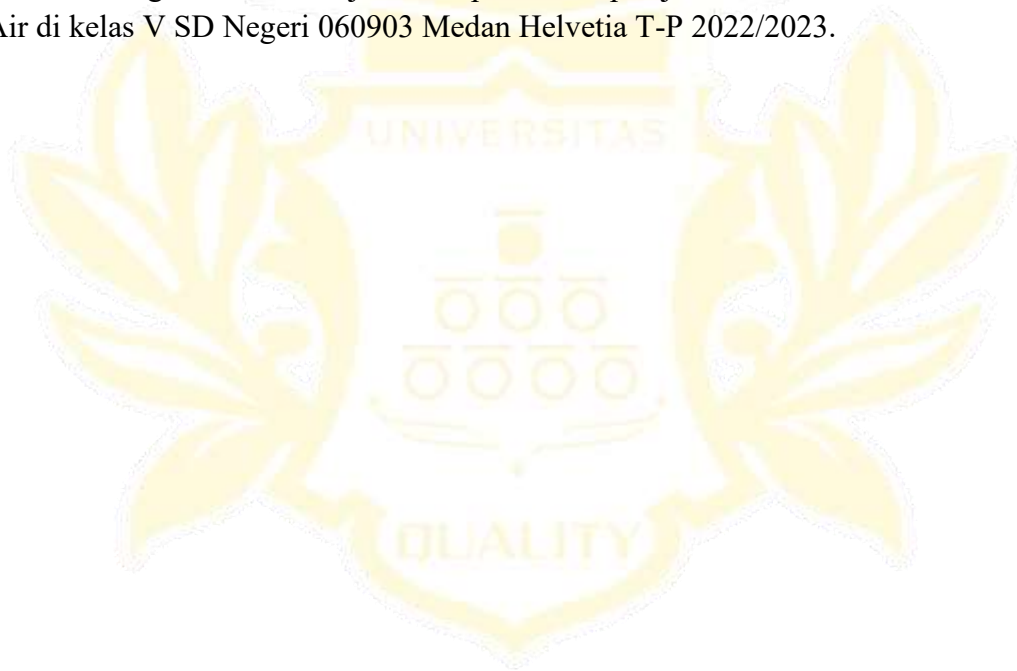 Air di kelas V SD Negeri 060903 Medan Helvetia T-P 2022/2023.
UNIVERSITAS
QUALITY